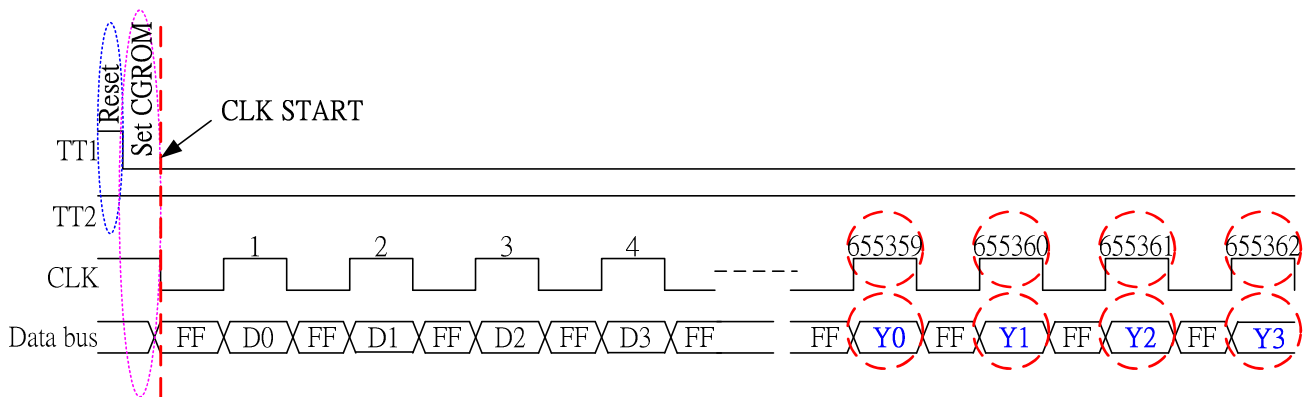 Reset
Set CGROM
CLK START
TT1
TT2
1 2 3 4 655359 655360 655361 655362
CLK
Data bus FF D0 FF D1 FF D2 FF D3 FF FF Y0 FF Y1 FF Y2 FF Y3